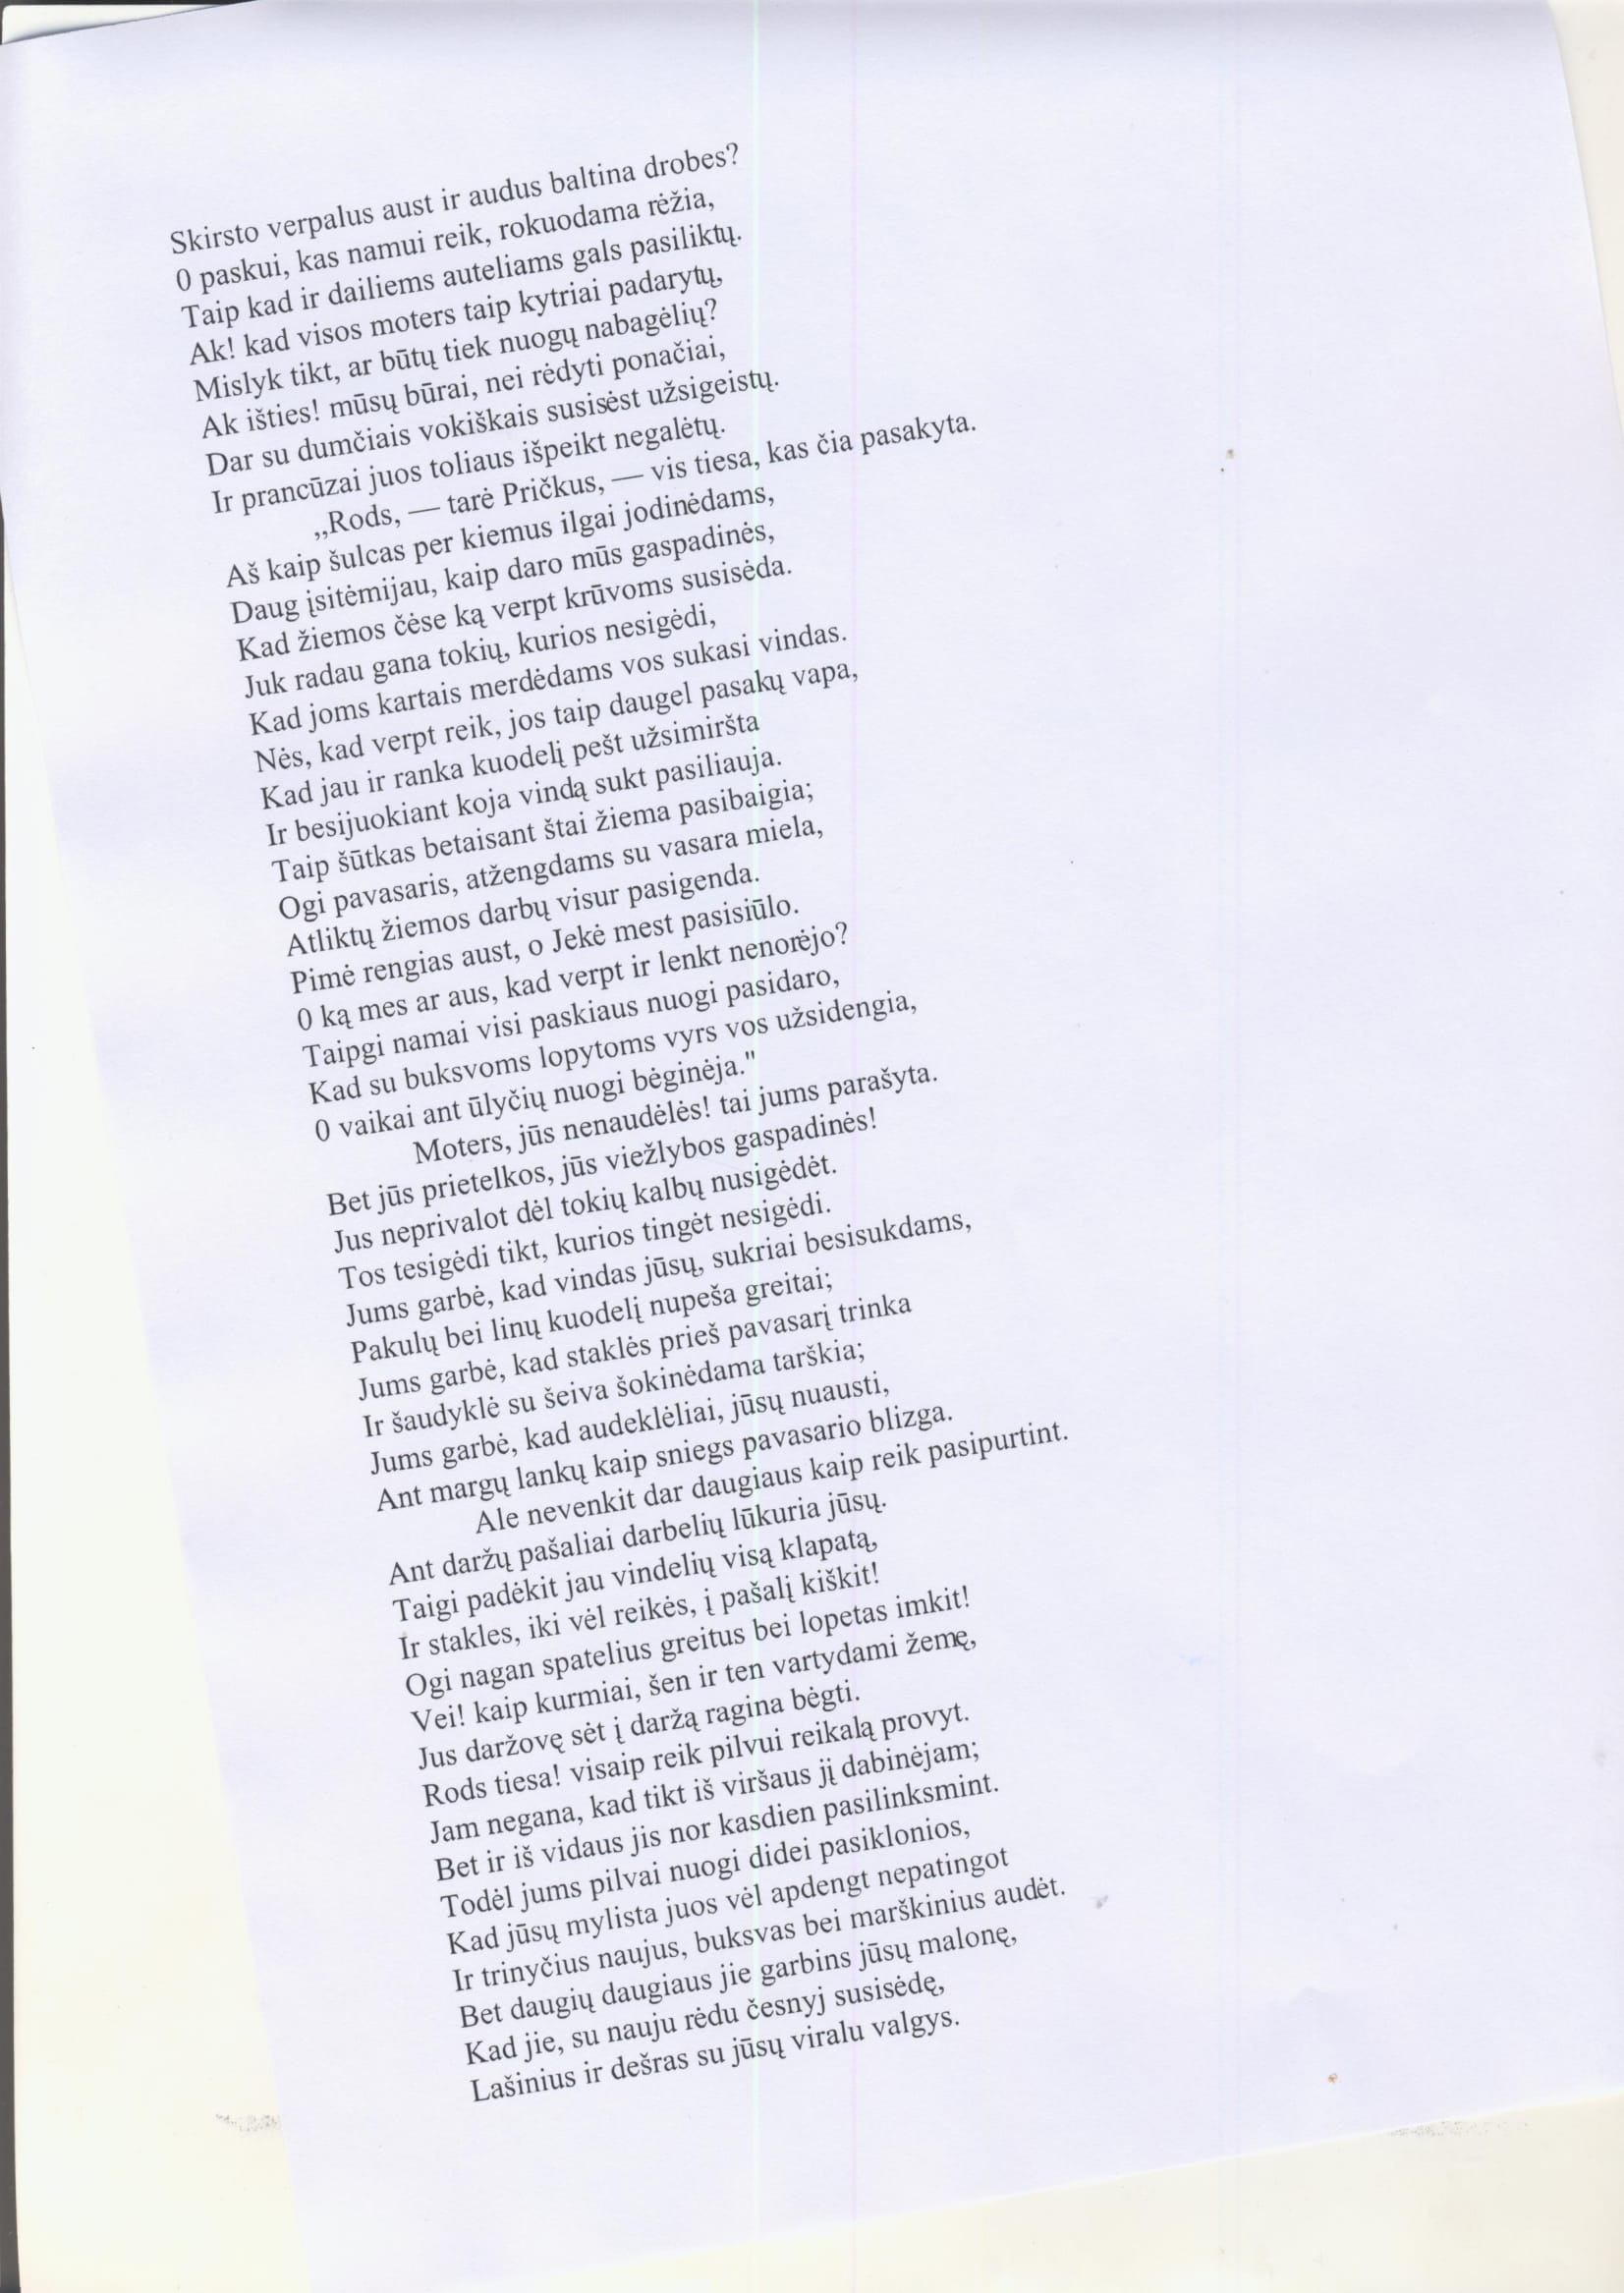 Skirsto verpalus aust ir audus baltina drobes?
0 paskui, kas namui reik, rokuodama rėžia,
Taip kad ir dailiems auteliams gals pasiliktų.
Ak! kad visos moters taip kytriai padarytų,
Mislyk tikt, ar būtų tiek nuogų nabagėlių?
Ak išties! mūsų būrai, nei rėdyti ponačiai,
Dar su dumčiais vokiškais susisėst užsigeistų.
Ir prancūzai juos toliaus išpeikt negalėtų.
„Rods, — tarė Pričkus, — vis tiesa, kas čia pasakyta.
Aš kaip šulcas per kiemus ilgai jodinėdams,
Daug įsitėmijau, kaip daro mūs gaspadinės,
Kad žiemos čėse ką verpt krūvoms susisėda.
Juk radau gana tokių, kurios nesigėdi,
Kad joms kartais merdėdams vos sukasi vindas.
Nės, kad verpt reik, jos taip daugel pasakų vapa,
Kad jau ir ranka kuodelį pešt užsimiršta
Ir besijuokiant koja vindą sukt pasiliauja.
Taip šūtkas betaisant štai žiema pasibaigia;
Ogi pavasaris, atžengdams su vasara miela,
Atliktų žiemos darbų visur pasigenda.
Pimė rengias aust, o Jekė mest pasisiūlo.
0 ką mes ar aus, kad verpt ir lenkt nenorėjo?
Taipgi namai visi paskiaus nuogi pasidaro,
Kad su buksvoms lopytoms vyrs vos užsidengia,
0 vaikai ant ūlyčių nuogi bėginėja."
Moters, jūs nenaudėlės! tai jums parašyta.
Bet jūs prietelkos, jūs viežlybos gaspadinės!
Jus neprivalot dėl tokių kalbų nusigėdėt.
Tos tesigėdi tikt, kurios tingėt nesigėdi.
Jums garbė, kad vindas jūsų, sukriai besisukdams,
Pakulų bei linų kuodelį nupeša greitai;
Jums garbė, kad staklės prieš pavasarį trinka
Ir šaudyklė su šeiva šokinėdama tarškia;
Jums garbė, kad audeklėliai, jūsų nuausti,
Ant margų lankų kaip sniegs pavasario blizga.
Ale nevenkit dar daugiaus kaip reik pasipurtint.
Ant daržų pašaliai darbelių lūkuria jūsų.
Taigi padėkit jau vindelių visą klapatą,
Ir stakles, iki vėl reikės, į pašalį kiškit!
Ogi nagan spatelius greitus bei lopetas imkit!
Vei! kaip kurmiai, šen ir ten vartydami žemę,
Jus daržovę sėt į daržą ragina bėgti.
Rods tiesa! visaip reik pilvui reikalą provyt.
Jam negana, kad tikt iš viršaus jį dabinėjam;
Bet ir iš vidaus jis nor kasdien pasilinksmint.
Todėl jums pilvai nuogi didei pasiklonios,
Kad jūsų mylista juos vėl apdengt nepatingot
Ir trinyčius naujus, buksvas bei marškinius audėt.
Bet daugių daugiaus jie garbins jūsų malonę,
Kad jie, su nauju rėdu česnyj susisėdę,
Lašinius ir dešras su jūsų viralu valgys.